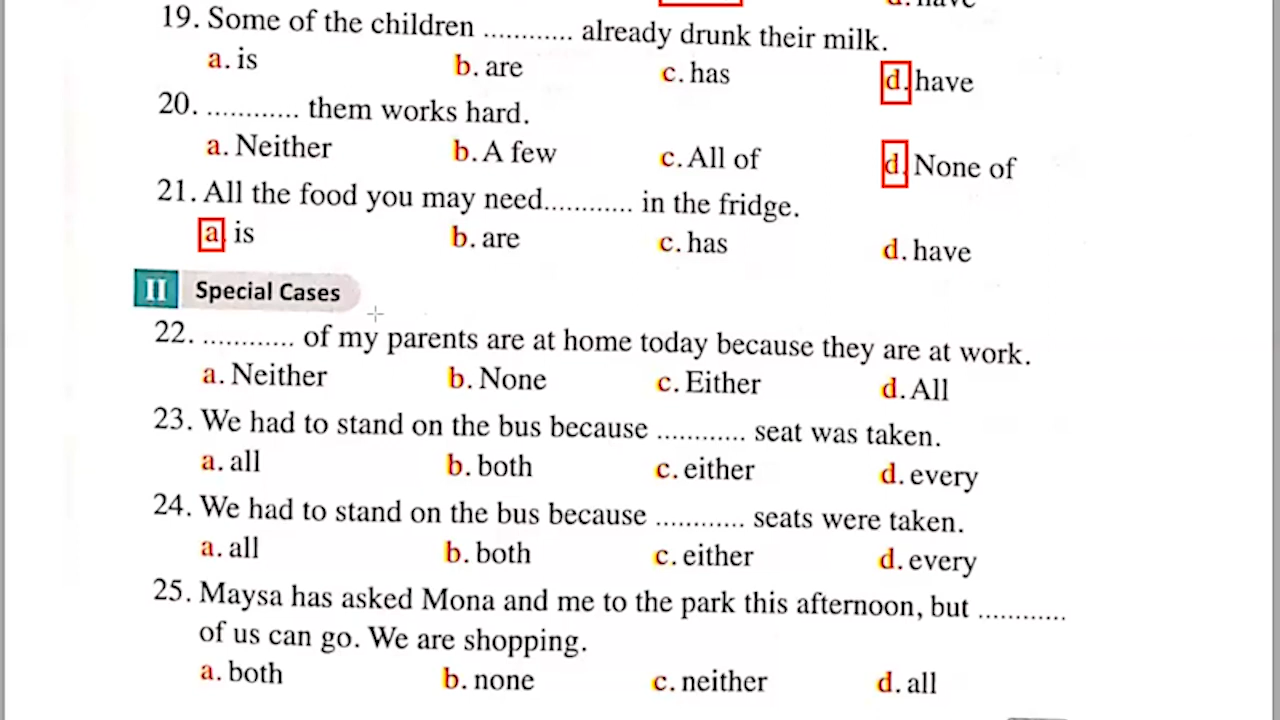 19. Some of the children ............ already drunk their milk.
a. is b. are c. has d. have
20. ............ them works hard.
a. Neither b. A few c. All of d. None of
21. All the food you may need............ in the fridge.
a. is b. are c. has d. have
II Special Cases
22. ............ of my parents are at home today because they are at work.
a. Neither b. None c. Either d. All
23. We had to stand on the bus because ............ seat was taken.
a. all b. both c. either d. every
24. We had to stand on the bus because ............ seats were taken.
a. all b. both c. either d. every
25. Maysa has asked Mona and me to the park this afternoon, but ............
of us can go. We are shopping.
a. both b. none c. neither d. all